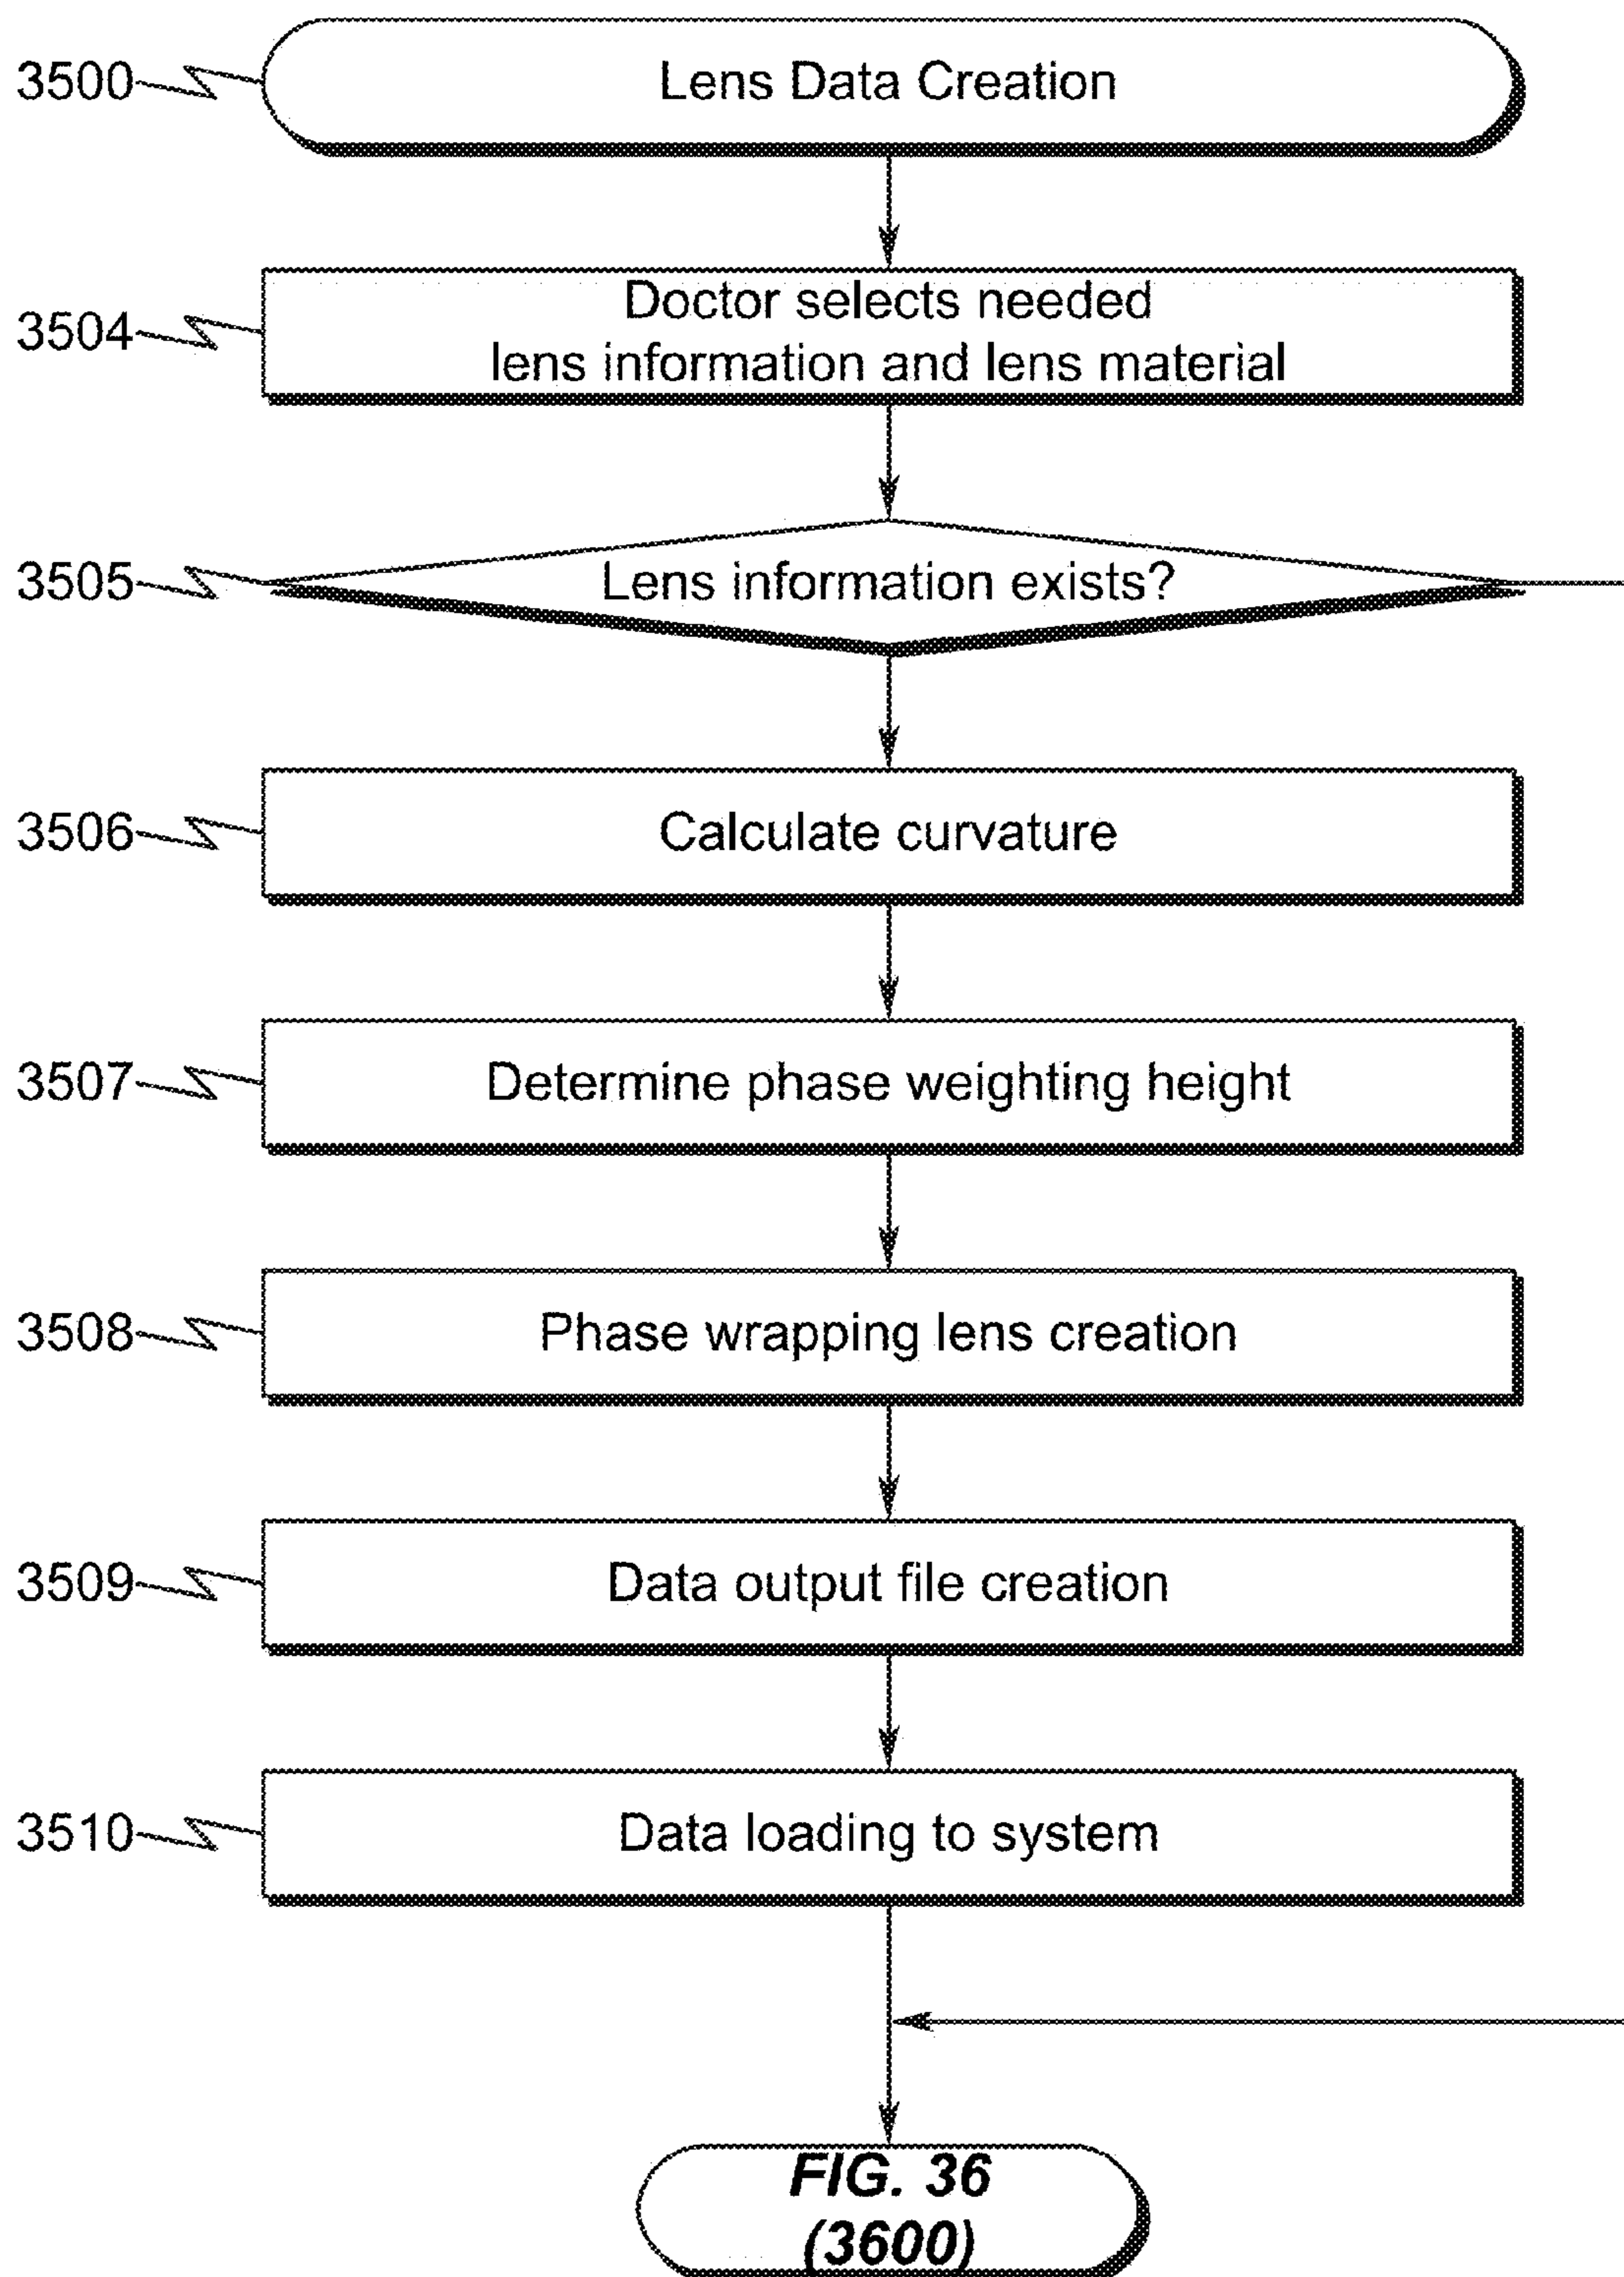 3500
Lens Data Creation
3504
Doctor selects needed
lens information and lens material
3505
Lens information exists?
3506
Calculate curvature
3507
Determine phase weighting height
3508
Phase wrapping lens creation
3509
Data output file creation
3510
Data loading to system
FIG. 36
(3600)